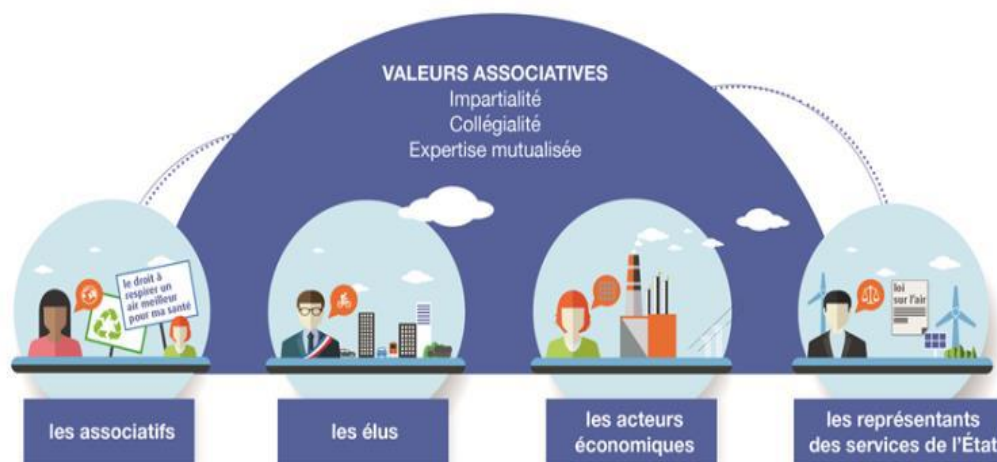 VALEURS ASSOCIATIVES
Impartialité
Collégialité
Expertise mutualisée
le droit à
respirer un
air meilleur
pour ma santé
loi
sur l'air
les associatifs
les élus
les acteurs
économiques
les représentants
des services de l'État